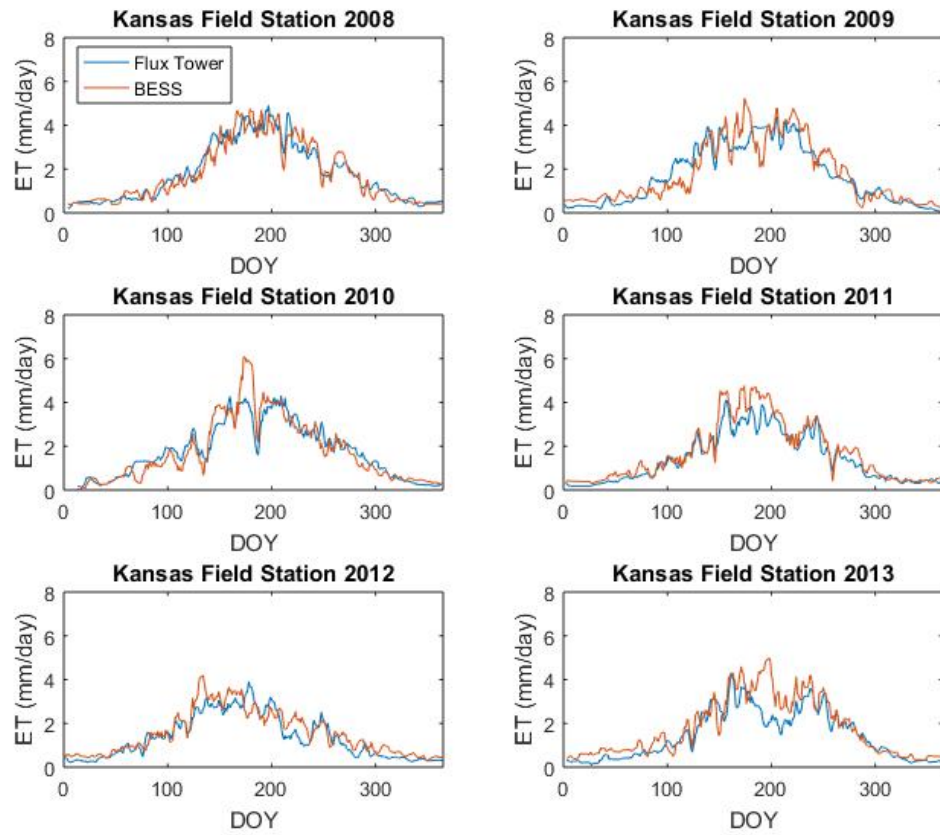 Kansas Field Station 2008
8
6
4
2
0
ET (mm/day)
Flux Tower
BESS
0 100 200 300
DOY
Kansas Field Station 2009
8
6
4
2
0
ET (mm/day)
0 100 200 300
DOY
Kansas Field Station 2010
8
6
4
2
0
ET (mm/day)
0 100 200 300
DOY
Kansas Field Station 2011
8
6
4
2
0
ET (mm/day)
0 100 200 300
DOY
Kansas Field Station 2012
8
6
4
2
0
ET (mm/day)
0 100 200 300
DOY
Kansas Field Station 2013
8
6
4
2
0
ET (mm/day)
0 100 200 300
DOY